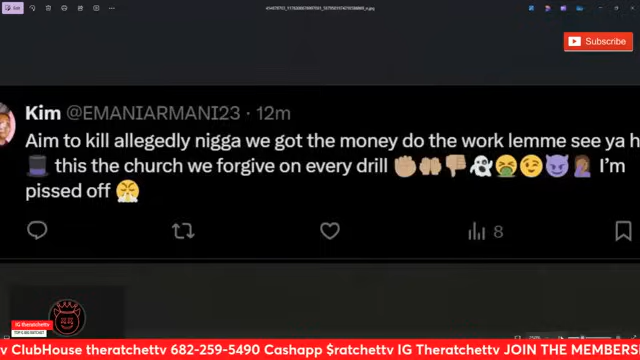 Subscribe
Kim @EMANIARMANI23 · 12m
Aim to kill allegedly nigga we got the money do the work lemme see ya h
🎩 this the church we forgive on every drill ✊🏼🤲🏼👎🏼👻🤮😉😈🤦🏾‍♀️ I’m
pissed off 😤
8
IG theratchettv
v ClubHouse theratchettv 682-259-5490 Cashapp $ratchettv IG Theratchettv JOIN THE MEMBERS